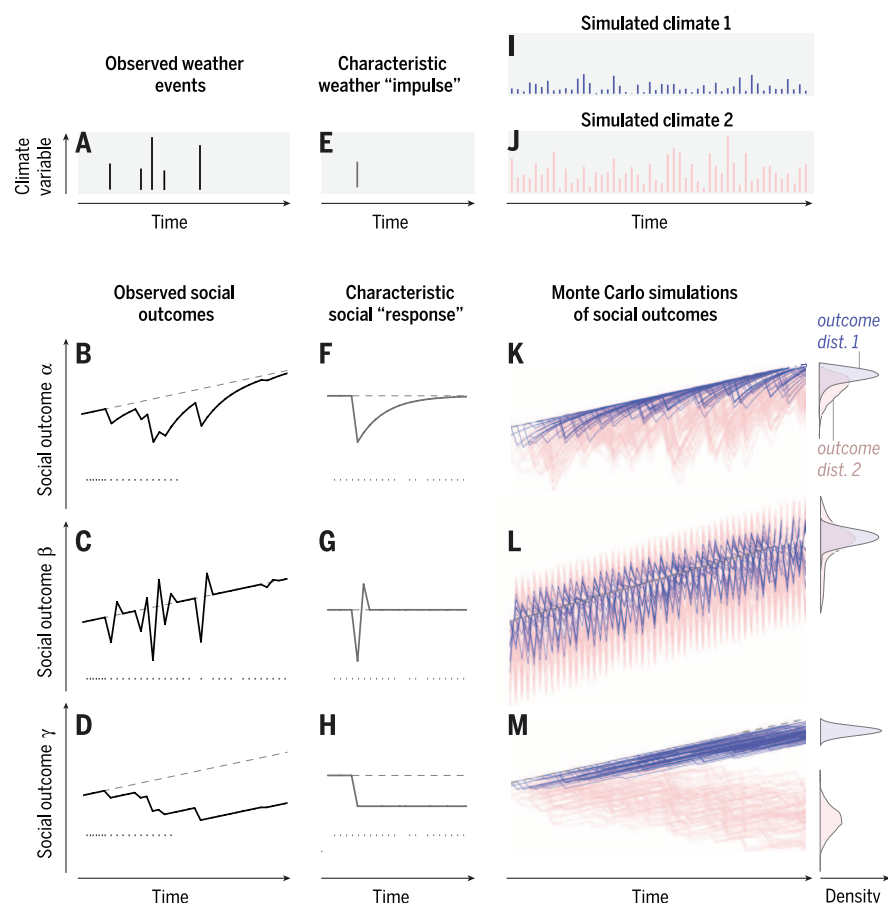 Observed weather
events
Characteristic
weather “impulse”
Simulated climate 1
I
Simulated climate 2
A
E
J
Climate
variable
Time
Time
Time
Observed social
outcomes
Characteristic
social “response”
Monte Carlo simulations
of social outcomes
outcome
dist. 1
B
F
K
Social outcome α
outcome
dist. 2
C
G
L
Social outcome β
D
H
M
Social outcome γ
Time
Time
Time
Density